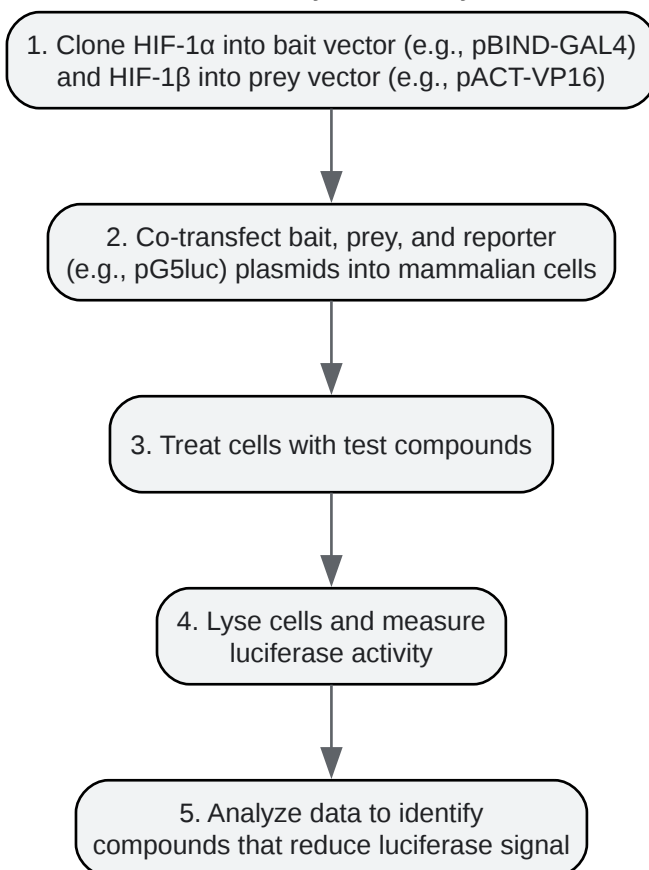 1. Clone HIF-1α into bait vector (e.g., pBIND-GAL4)
and HIF-1β into prey vector (e.g., pACT-VP16)
2. Co-transfect bait, prey, and reporter
(e.g., pG5luc) plasmids into mammalian cells
3. Treat cells with test compounds
4. Lyse cells and measure
luciferase activity
5. Analyze data to identify
compounds that reduce luciferase signal